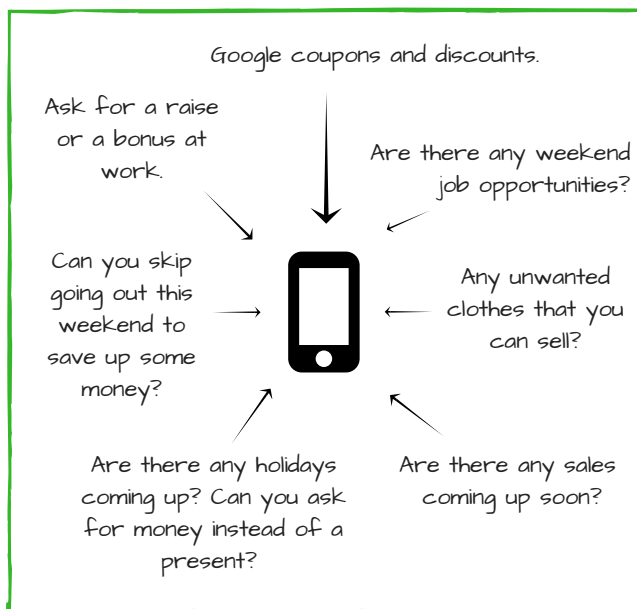 Google coupons and discounts.
Ask for a raise
or a bonus at
work.
Are there any weekend
job opportunities?
Can you skip
going out this
weekend to
save up some
money?
Any unwanted
clothes that you
can sell?
Are there any holidays
coming up? Can you ask
for money instead of a
present?
Are there any sales
coming up soon?